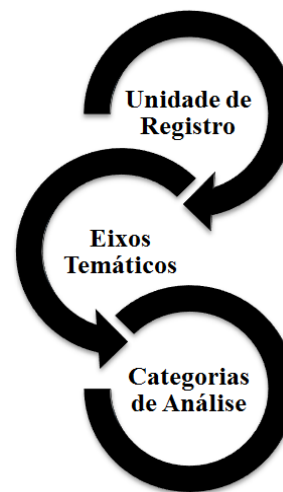 Unidade de
Registro
Eixos
Temáticos
Categorias
de Análise